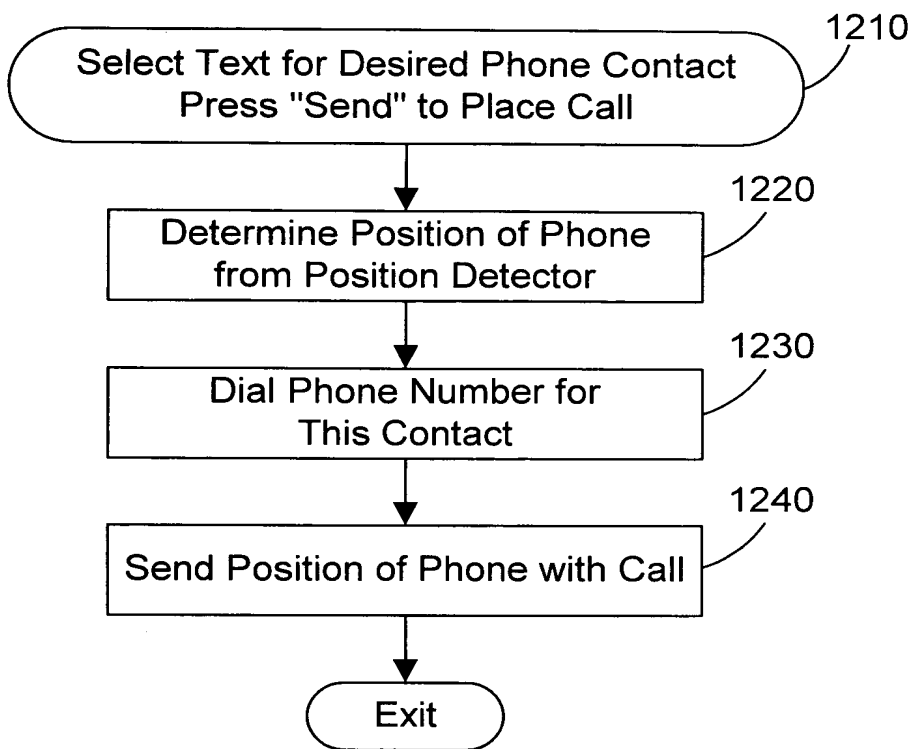 1210
Select Text for Desired Phone Contact
Press "Send" to Place Call
1220
Determine Position of Phone
from Position Detector
1230
Dial Phone Number for
This Contact
1240
Send Position of Phone with Call
Exit